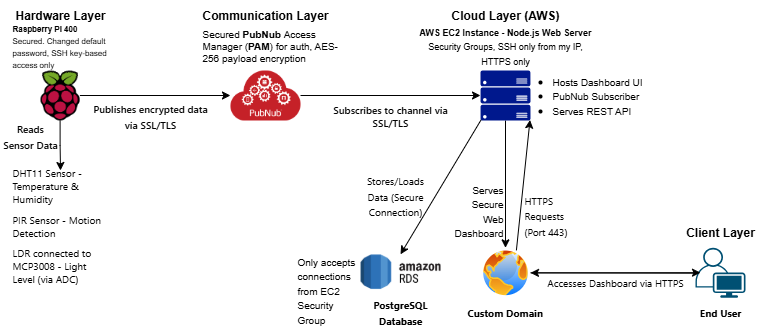 Hardware Layer
Raspberry Pi 400
Secured. Changed default
password, SSH key-based
access only
Reads
Sensor Data
DHT11 Sensor -
Temperature &
Humidity
PIR Sensor - Motion
Detection
LDR connected to
MCP3008 - Light
Level (via ADC)
Publishes encrypted data
via SSL/TLS
Communication Layer
Secured PubNub Access
Manager (PAM) for auth, AES-
256 payload encryption
PubNub
Subscribes to channel via
SSL/TLS
Cloud Layer (AWS)
AWS EC2 Instance - Node.js Web Server
Security Groups, SSH only from my IP,
HTTPS only
• Hosts Dashboard UI
• PubNub Subscriber
• Serves REST API
Stores/Loads
Data (Secure
Connection)
Serves
Secure
Web
Dashboard
HTTPS
Requests
(Port 443)
Only accepts
connections
from EC2
Security
Group
amazon
RDS
PostgreSQL
Database
Custom Domain
Accesses Dashboard via HTTPS
Client Layer
End User